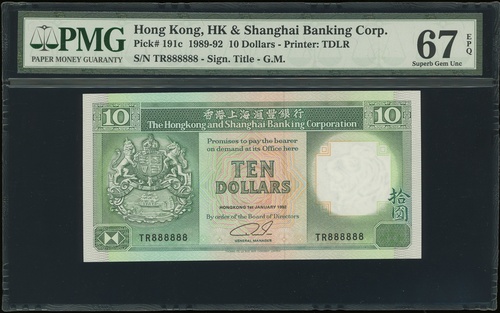 PMG
PAPER MONEY GUARANTY
Hong Kong, HK & Shanghai Banking Corp.
Pick# 191c 1989-92 10 Dollars - Printer: TDLR
S/N TR888888 - Sign. Title - G.M.
67 EPQ
Superb Gem Unc
10
香港上海滙豐銀行
10
The Hongkong and Shanghai Banking Corporation
Promises to pay the bearer
on demand at its Office here
TEN
DOLLARS
HONGKONG 1ST JANUARY
By order of the Board of Directors
GENERAL MANAGER
拾圓
TR888888
TR888888